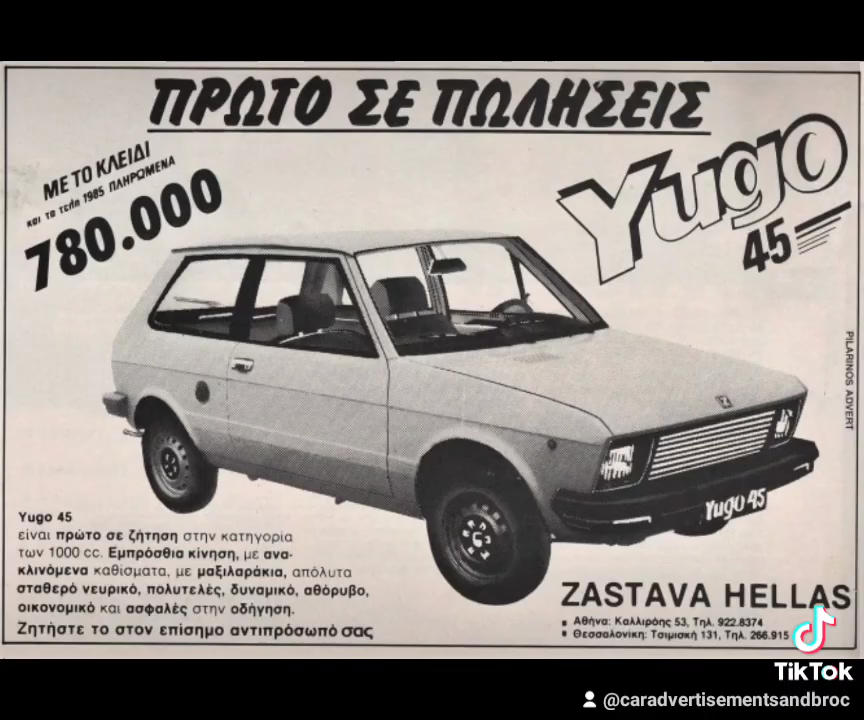 ΠΡΩΤΟ ΣΕ ΠΩΛΗΣΕΙΣ
ΜΕ ΤΟ ΚΛΕΙΔΙ
και τα τελη 1985 ΠΛΗΡΩΜΕΝΑ
780.000
Yugo
45
PILARINOS ADVERT
Yugo 45
Yugo 45
είναι πρώτο σε ζήτηση στην κατηγορία
των 1000 cc. Εμπρόσθια κίνηση, με ανα-
κλινόμενα καθίσματα, με μαξιλαράκια, απόλυτα
σταθερό νευρικό, πολυτελές, δυναμικό, αθόρυβο,
οικονομικό και ασφαλές στην οδήγηση.
Ζητήστε το στον επίσημο αντιπρόσωπό σας
ZASTAVA HELLAS
Αθήνα: Καλλιρόης 53, Τηλ. 922.8374
Θεσσαλονίκη: Τσιμισκή 131, Τηλ. 266.915
TikTok
@caradvertisementsandbroc